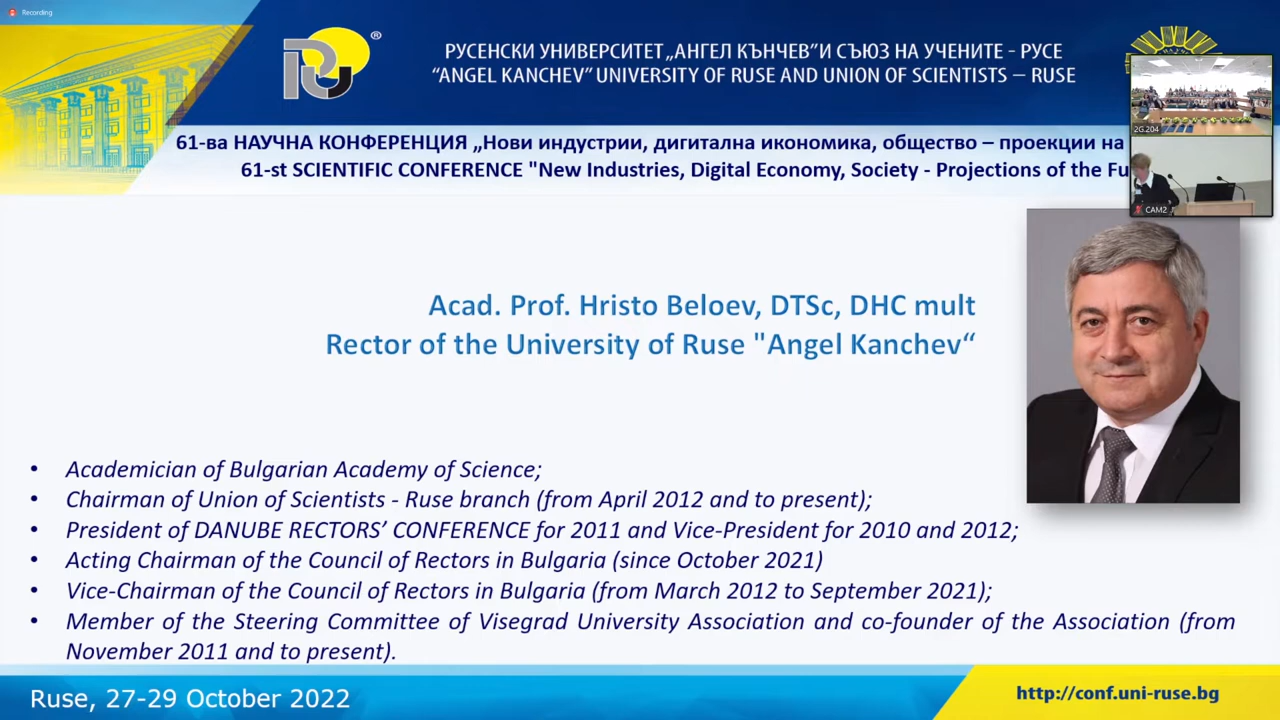 Recording
®
РУСЕНСКИ УНИВЕРСИТЕТ „АНГЕЛ КЪНЧЕВ” И СЪЮЗ НА УЧЕНИТЕ - РУСЕ
“ANGEL KANCHEV” UNIVERSITY OF RUSE AND UNION OF SCIENTISTS – RUSE
2G.204
61-ва НАУЧНА КОНФЕРЕНЦИЯ „Нови индустрии, дигитална икономика, общество – проекции на
61-st SCIENTIFIC CONFERENCE "New Industries, Digital Economy, Society - Projections of the Fu
CAM2
Acad. Prof. Hristo Beloev, DTSc, DHC mult
Rector of the University of Ruse "Angel Kanchev“
• Academician of Bulgarian Academy of Science;
• Chairman of Union of Scientists - Ruse branch (from April 2012 and to present);
• President of DANUBE RECTORS’ CONFERENCE for 2011 and Vice-President for 2010 and 2012;
• Acting Chairman of the Council of Rectors in Bulgaria (since October 2021)
• Vice-Chairman of the Council of Rectors in Bulgaria (from March 2012 to September 2021);
• Member of the Steering Committee of Visegrad University Association and co-founder of the Association (from
November 2011 and to present).
Ruse, 27-29 October 2022
http://conf.uni-ruse.bg